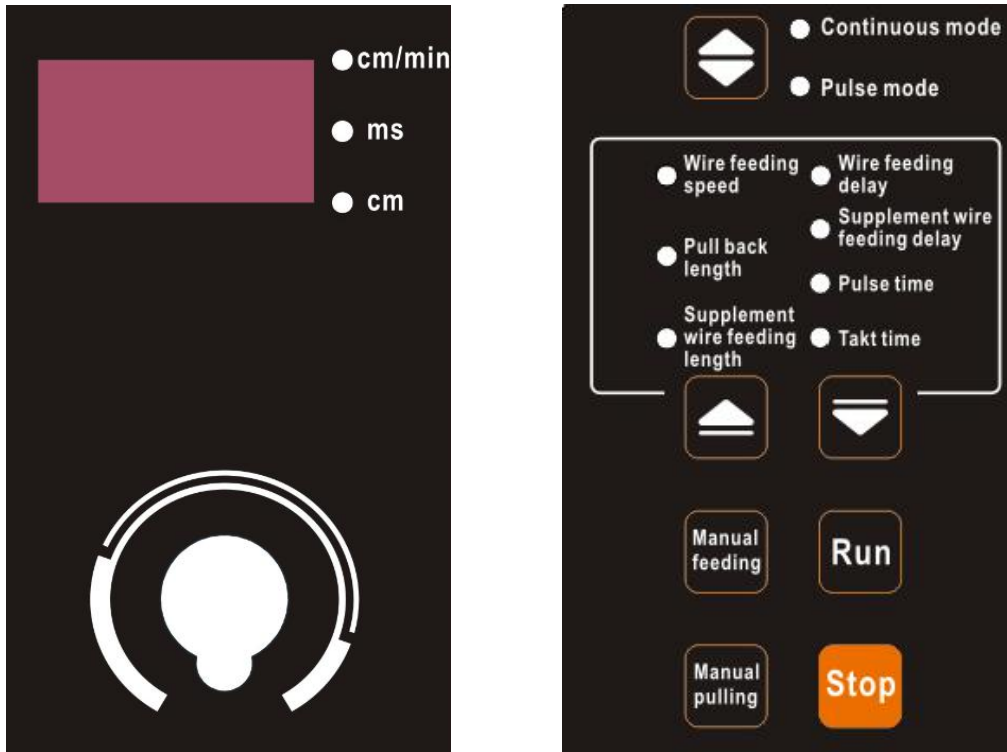 cm/min
ms
cm
Continuous mode
Pulse mode
Wire feeding
speed
Wire feeding
delay
Supplement wire
feeding delay
Pull back
length
Pulse time
Supplement
wire feeding
length
Takt time
Manual
feeding
Run
Manual
pulling
Stop